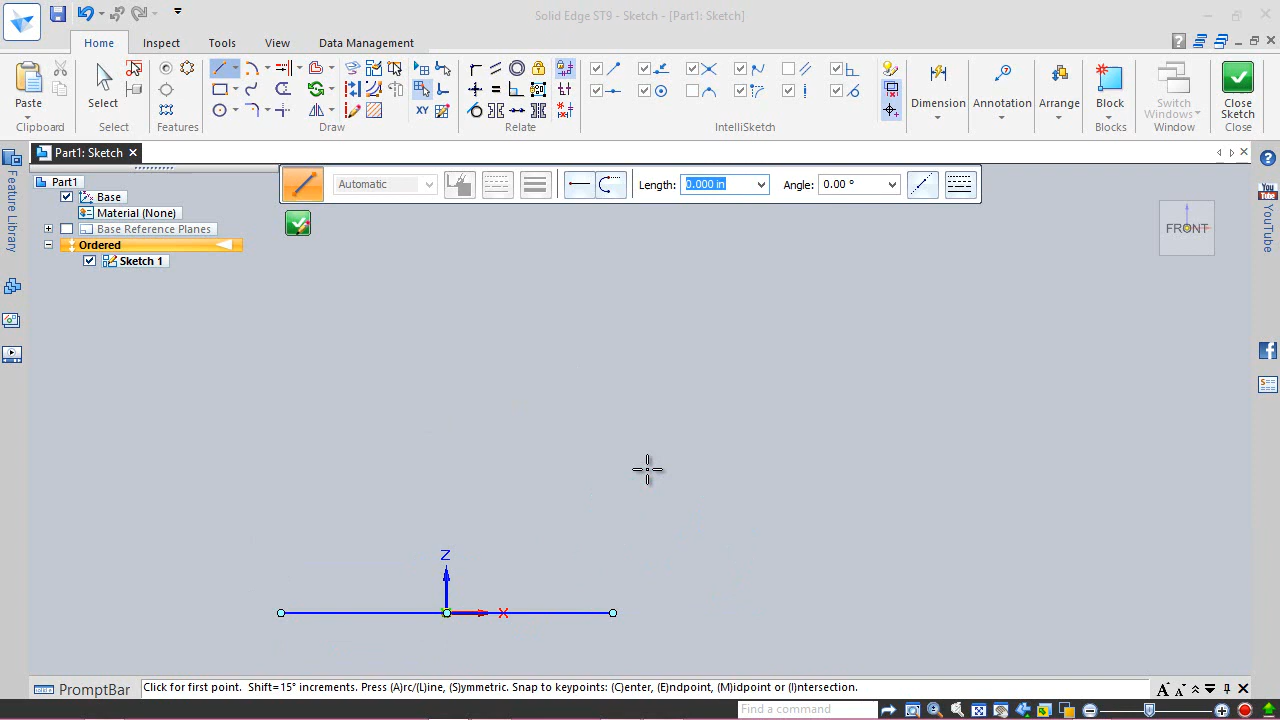 Solid Edge ST9 - Sketch - [Part1: Sketch]
Home Inspect Tools View Data Management
Paste Select Dimension Annotation Arrange Block Switch Windows Close Sketch
Clipboard Select Features Draw Relate IntelliSketch Blocks Window Close
Part1: Sketch
Part1
Automatic Length: 0.000 in Angle: 0.00 °
Base
Material (None)
Base Reference Planes
Ordered
Sketch 1
Feature Library
YouTube
FRONT
Z
X
PromptBar Click for first point. Shift=15° increments. Press (A)rc/(L)ine, (S)ymmetric. Snap to keypoints: (C)enter, (E)ndpoint, (M)idpoint or (I)ntersection.
Find a command